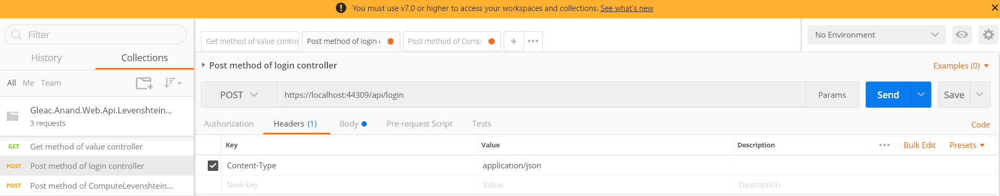 You must use v7.0 or higher to access your workspaces and collections. See what's new
Filter
History Collections
All Me Team
Gleac.Anand.Web.Api.Levenshtein...
3 requests
GET Get method of value controller
POST Post method of login controller
POST Post method of ComputeLevenshtein...
Get method of value contro Post method of login c Post method of Comp + •••
No Environment
Post method of login controller Examples (0)
POST https://localhost:44309/api/login Params Send Save
Authorization Headers (1) Body Pre-request Script Tests Code
Key Value Description ••• Bulk Edit Presets
Content-Type application/json
New key Value Description